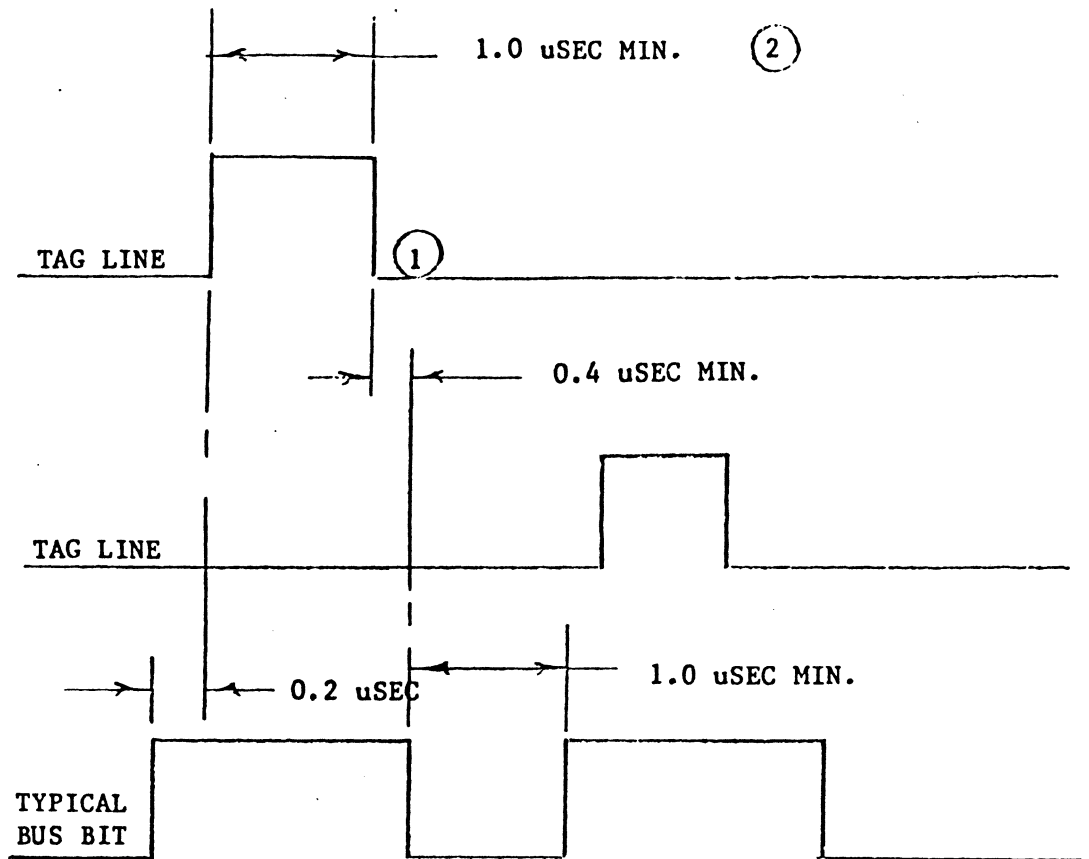 1.0 uSEC MIN. 2
TAG LINE
1
0.4 uSEC MIN.
TAG LINE
0.2 uSEC
1.0 uSEC MIN.
TYPICAL
BUS BIT